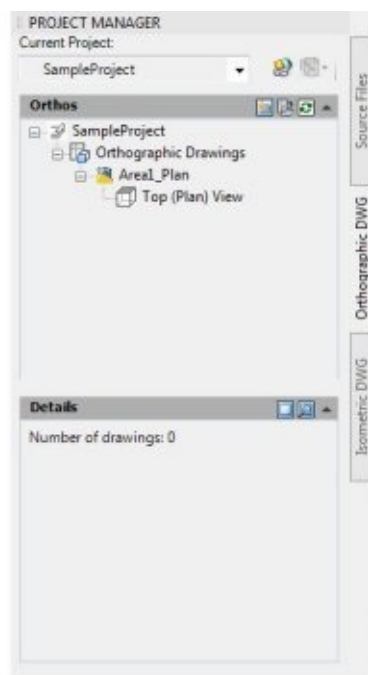 PROJECT MANAGER
Current Project:
SampleProject
Orthos
SampleProject
Orthographic Drawings
Area1_Plan
Top (Plan) View
Details
Number of drawings: 0
Source Files
Orthographic DWG
Isometric DWG